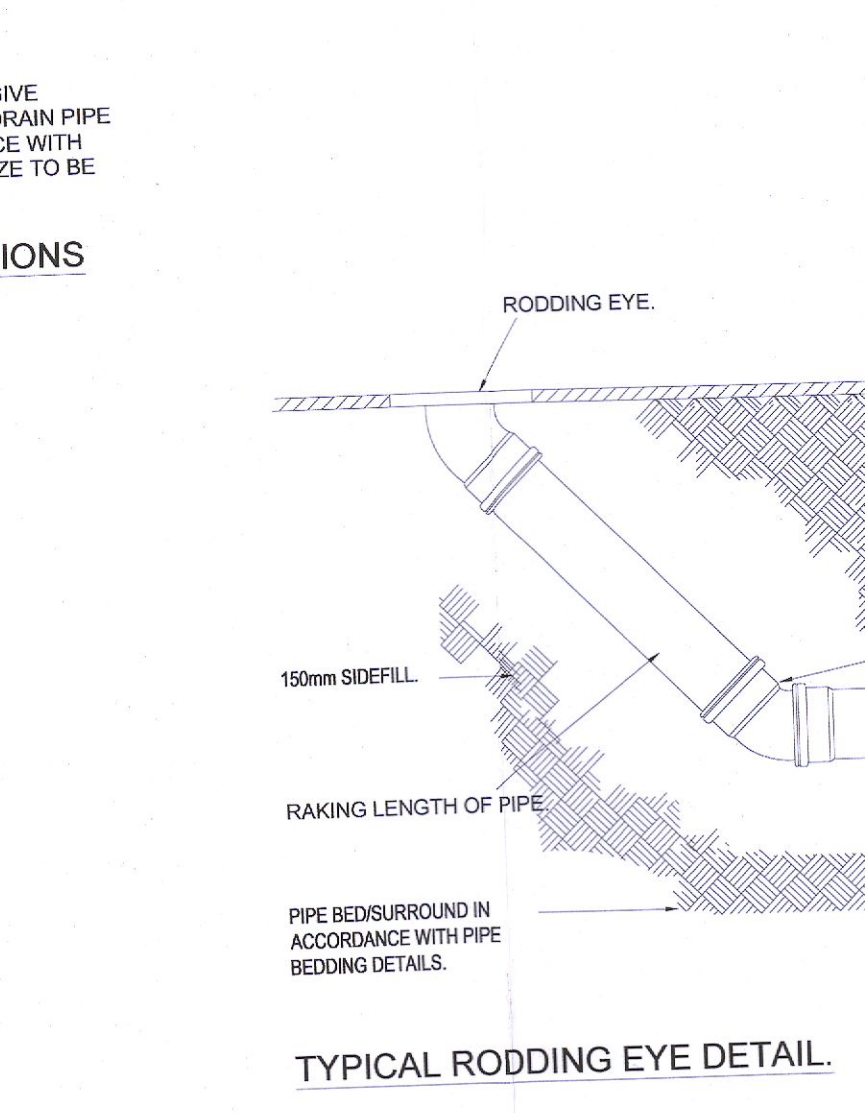 GIVE
DRAIN PIPE
CE WITH
ZE TO BE
IONS
RODDING EYE.
150mm SIDEFILL.
RAKING LENGTH OF PIPE.
PIPE BED/SURROUND IN
ACCORDANCE WITH PIPE
BEDDING DETAILS.
TYPICAL RODDING EYE DETAIL.